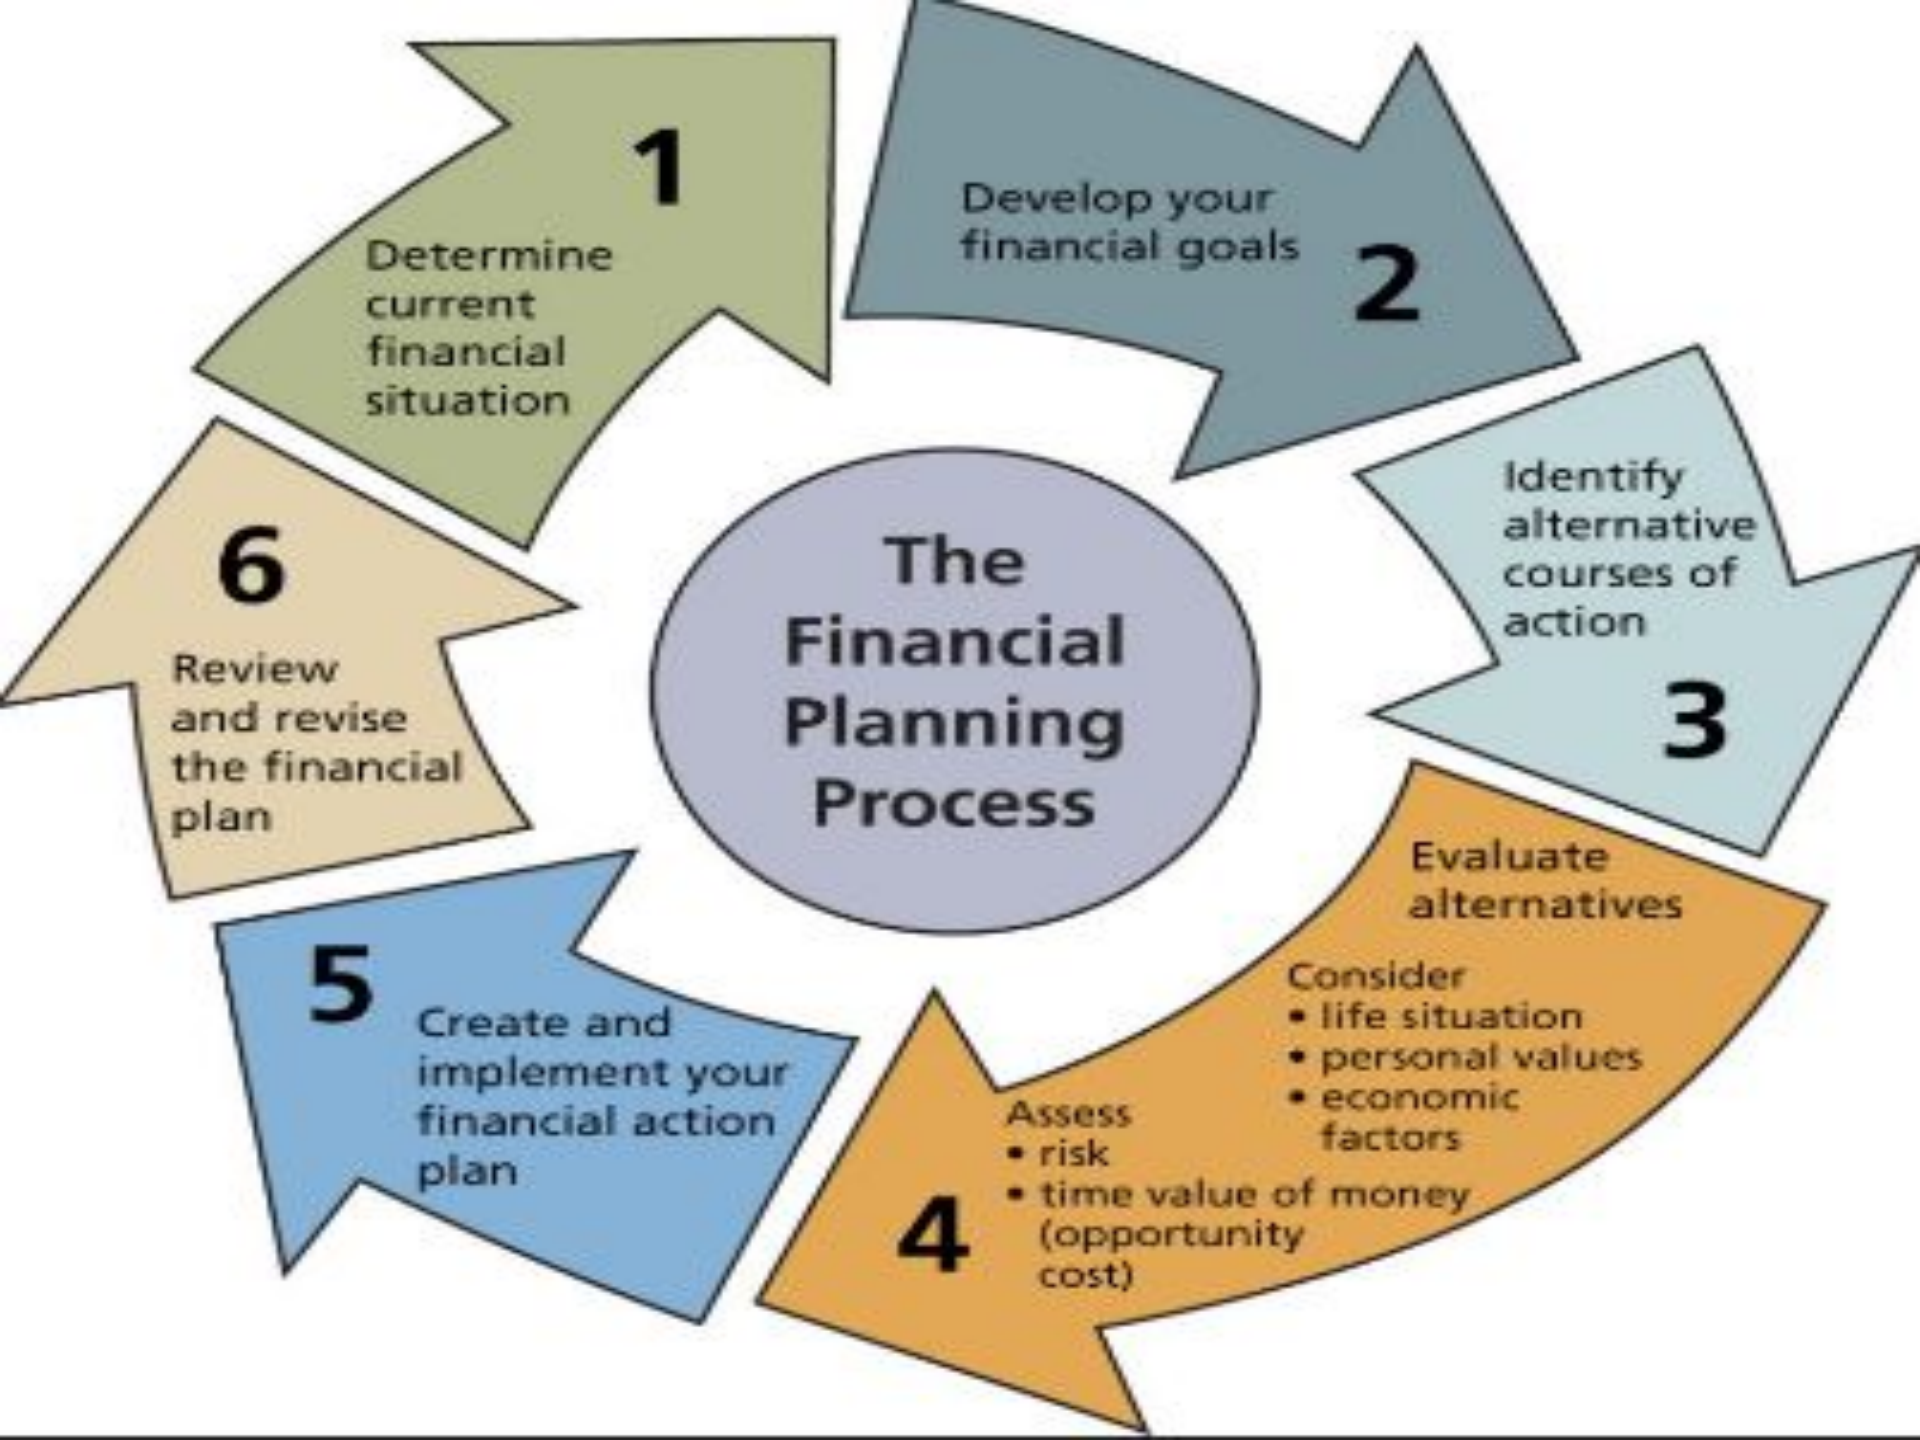 The
Financial
Planning
Process
1
Determine
current
financial
situation
Develop your
financial goals
2
Identify
alternative
courses of
action
3
Evaluate
alternatives
Consider
• life situation
• personal values
• economic
factors
Assess
• risk
• time value of money
(opportunity
cost)
4
5
Create and
implement your
financial action
plan
6
Review
and revise
the financial
plan